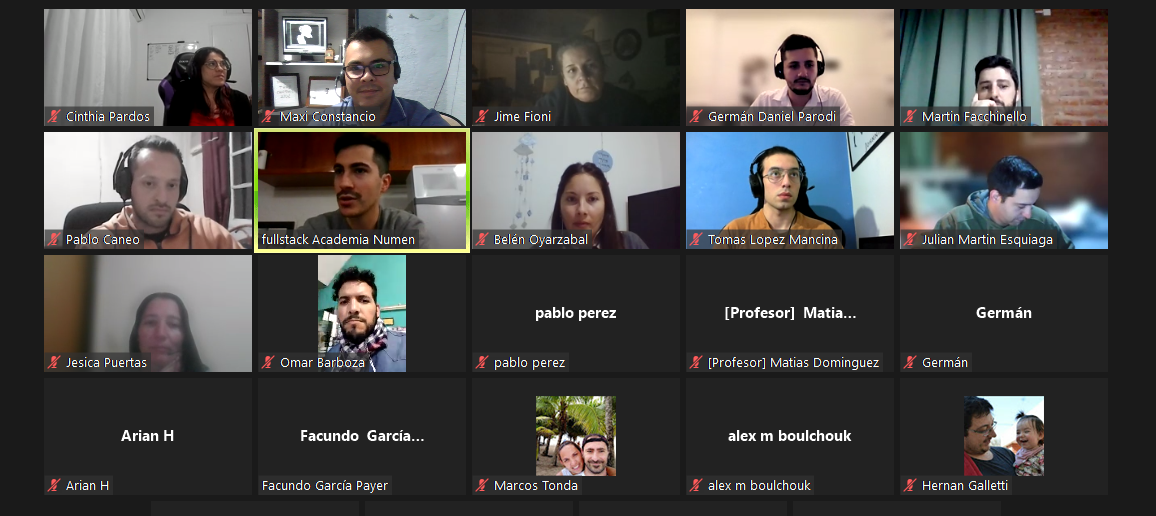 Cinthia Pardos
Maxi Constancio
Jime Fioni
Germán Daniel Parodi
Martin Facchinello
Pablo Caneo
fullstack Academia Numen
Belén Oyarzabal
Tomas Lopez Mancina
Julian Martin Esquiaga
Jesica Puertas
Omar Barboza
pablo perez
pablo perez
[Profesor] Matia...
[Profesor] Matias Dominguez
Germán
Germán
Arian H
Arian H
Facundo García...
Facundo García Payer
Marcos Tonda
alex m boulchouk
alex m boulchouk
Hernan Galletti